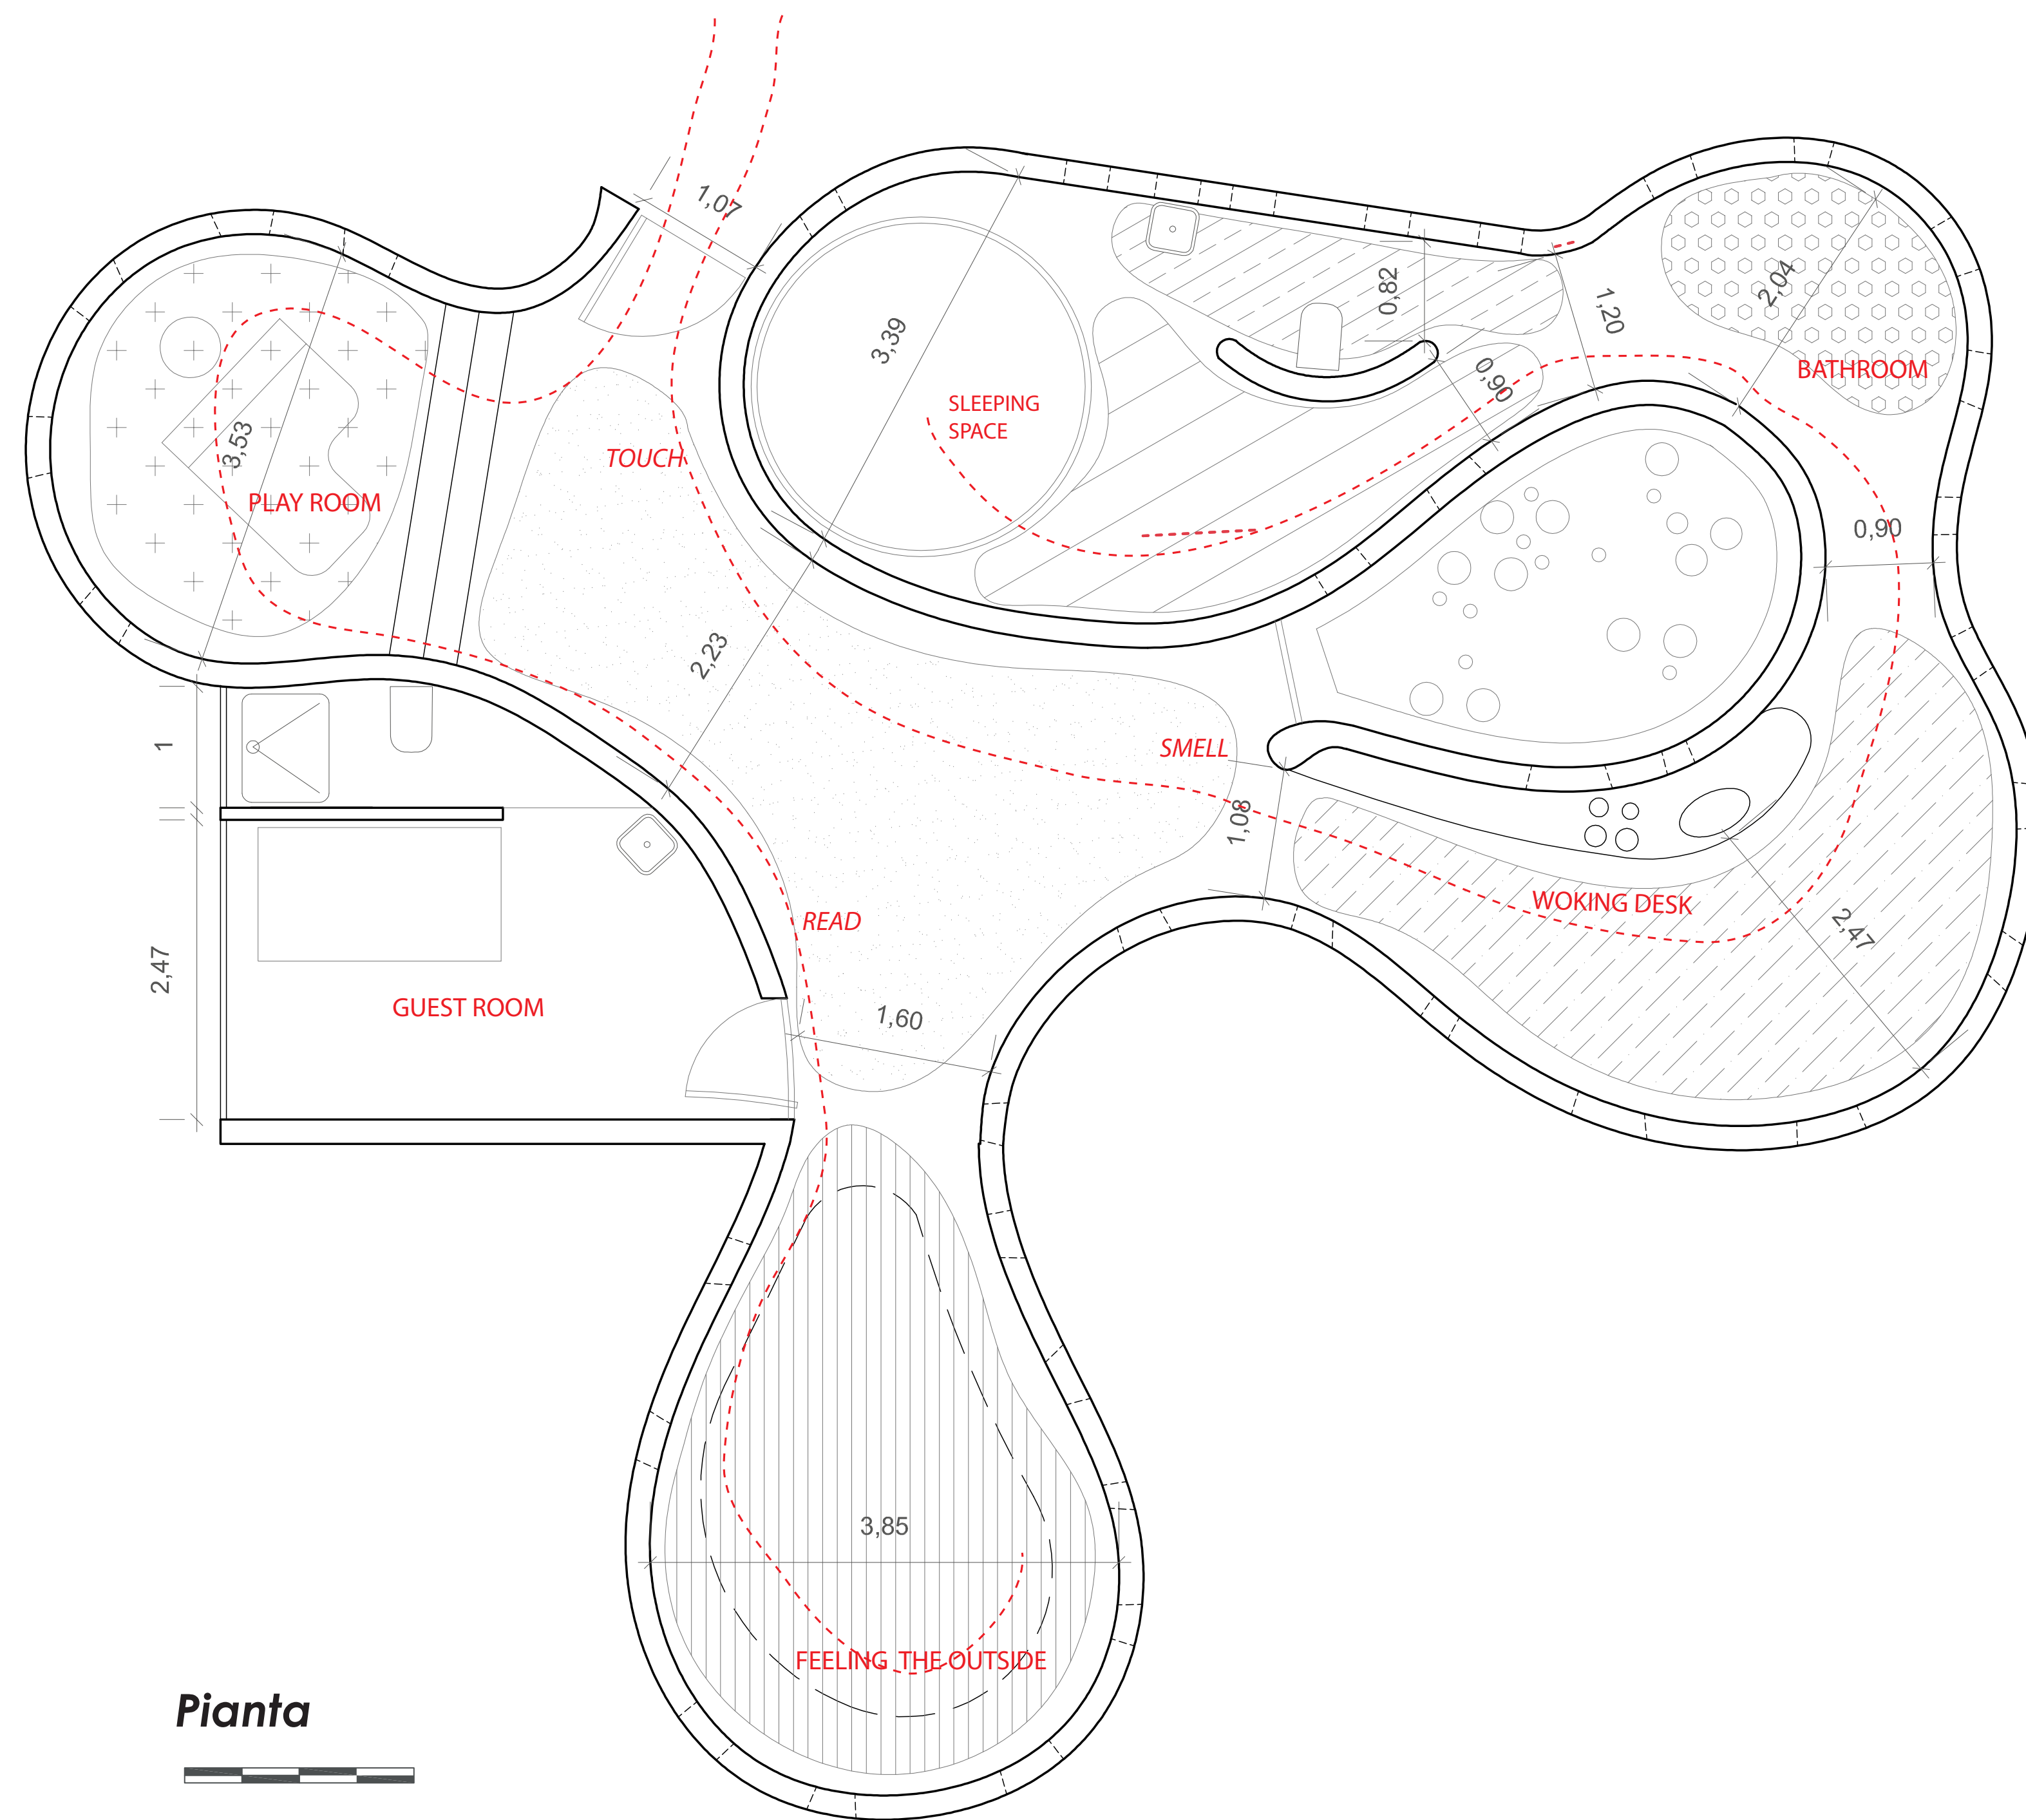 1,07
3,39
0,82
1,20
2,04
BATHROOM
0,90
SLEEPING
SPACE
TOUCH
3,53
PLAY ROOM
0,90
2,23
1
SMELL
1,08
READ
WOKING DESK
2,47
2,47
GUEST ROOM
1,60
3,85
FEELING THE OUTSIDE
Pianta